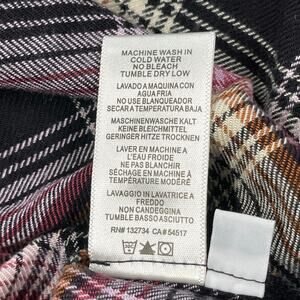 MACHINE WASH IN
COLD WATER
NO BLEACH
TUMBLE DRY LOW
LAVADO A MAQUINA CON
AGUA FRIA
NO USE BLANQUEADOR
SECAR A TEMPERATURA BAJA
MASCHINENWASCHE KALT
KEINE BLEICHMITTEL
GERINGER HITZE TROCKNEN
LAVER EN MACHINE A
L'EAU FROIDE
NE PAS BLANCHIR
SÉCHAGE EN MACHINE À
TEMPÉRATURE MODÉRÉ
LAVAGGIO IN LAVATRICE A
FREDDO
NON CANDEGGINA
TUMBLE BASSO ASCIUTTO
RN# 132734 CA# 54517